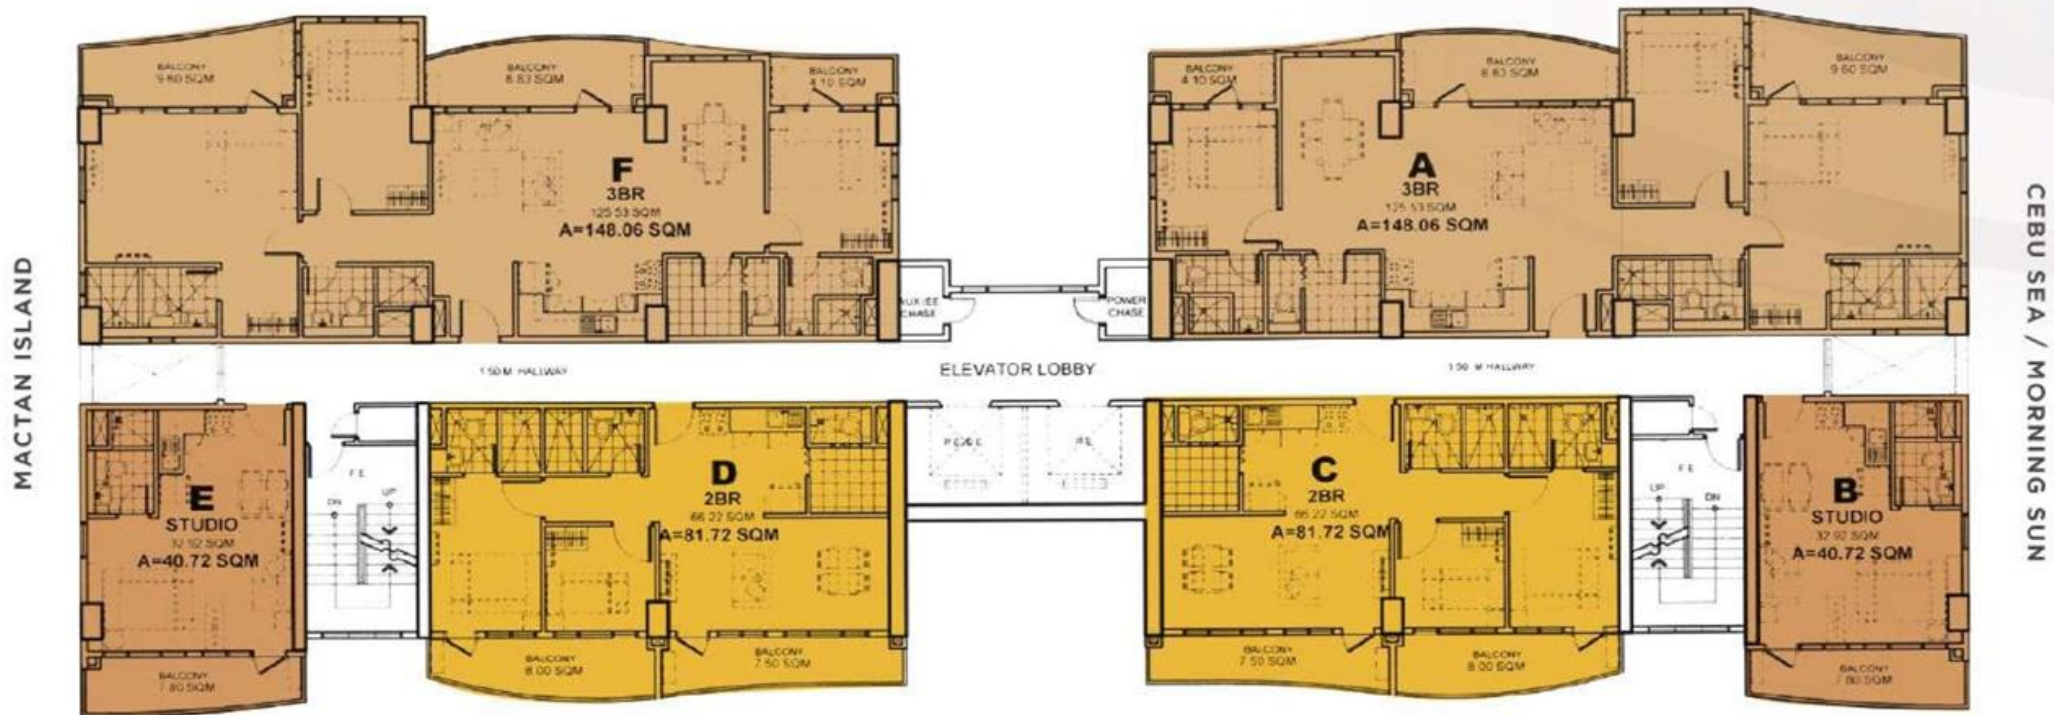 BALCONY
9.60 SQM
BALCONY
8.83 SQM
BALCONY
4.10 SQM
BALCONY
4.10 SQM
BALCONY
8.83 SQM
BALCONY
9.60 SQM
F
3BR
125.53 SQM
A=148.06 SQM
A
3BR
125.53 SQM
A=148.06 SQM
MACTAN ISLAND
CEBU SEA / MORNING SUN
CHASE
POWER
CHASE
1.50 M HALLWAY
ELEVATOR LOBBY
1.50 M HALLWAY
E
STUDIO
32.92 SQM
A=40.72 SQM
F.E
DN
UP
D
2BR
66.22 SQM
A=81.72 SQM
C
2BR
66.22 SQM
A=81.72 SQM
F.E
UP
DN
B
STUDIO
32.92 SQM
A=40.72 SQM
BALCONY
7.80 SQM
BALCONY
8.00 SQM
BALCONY
7.50 SQM
BALCONY
7.50 SQM
BALCONY
8.00 SQM
BALCONY
7.80 SQM